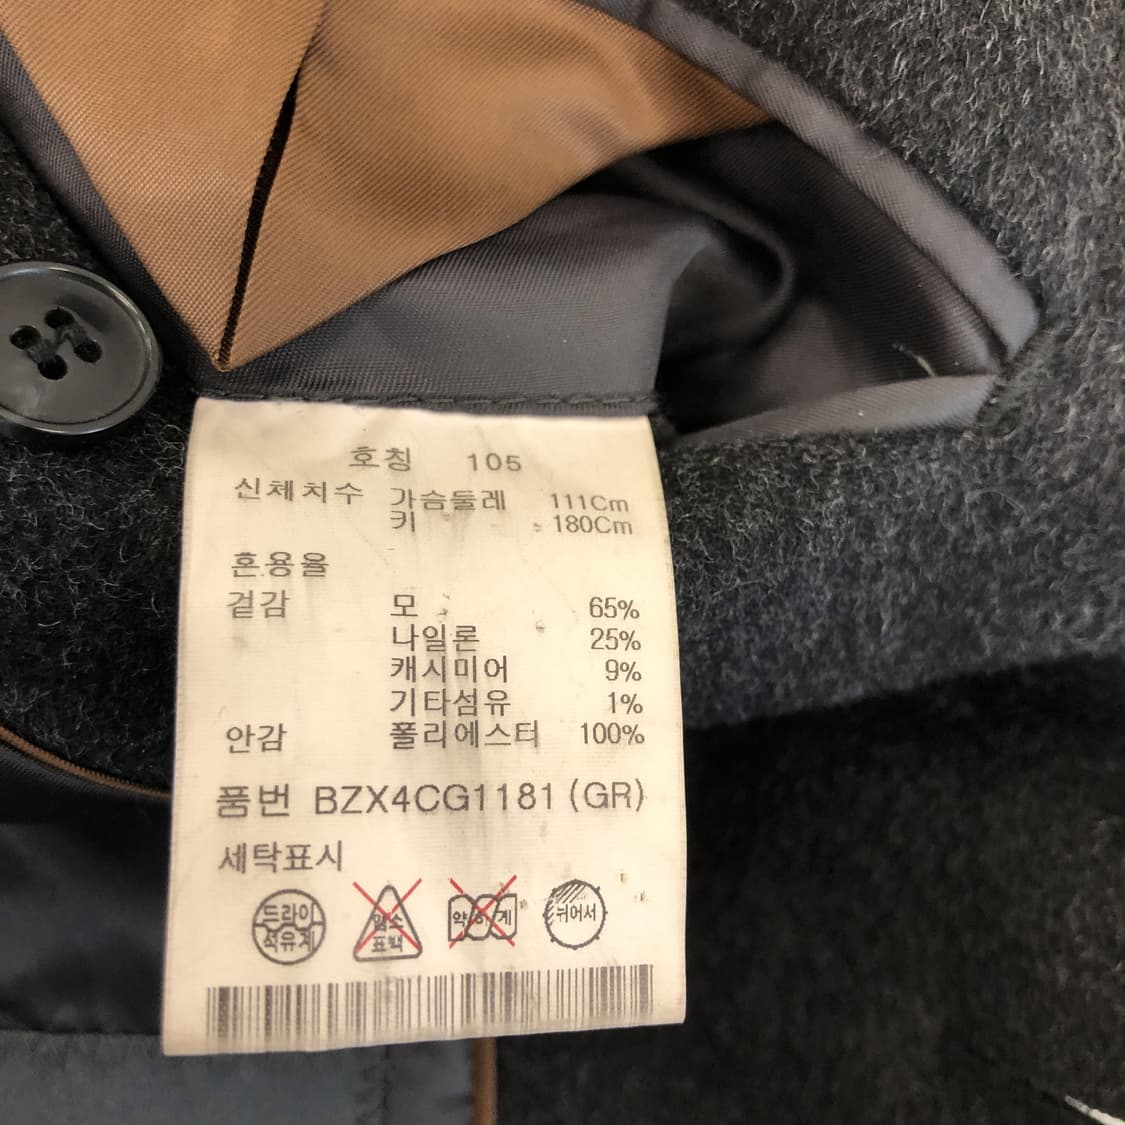 호칭 105
신체치수 가슴둘레 111Cm
키 180Cm
혼용율
겉감 모 65%
나일론 25%
캐시미어 9%
기타섬유 1%
안감 폴리에스터 100%
품번 BZX4CG1181 (GR)
세탁표시
드라이 석유계
염소 표백
약하게
뉘어서